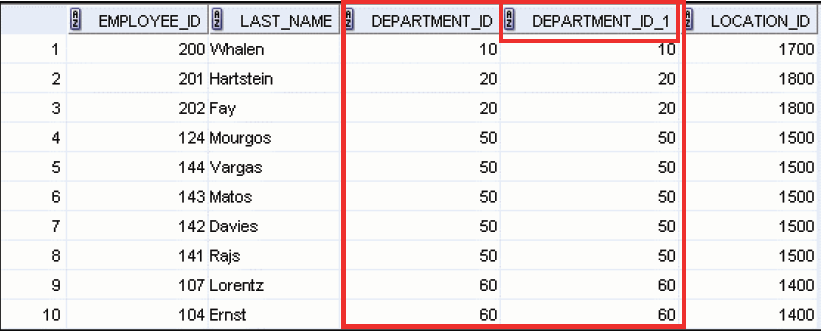 EMPLOYEE_ID LAST_NAME DEPARTMENT_ID DEPARTMENT_ID_1 LOCATION_ID
1 200 Whalen 10 10 1700
2 201 Hartstein 20 20 1800
3 202 Fay 20 20 1800
4 124 Mourgos 50 50 1500
5 144 Vargas 50 50 1500
6 143 Matos 50 50 1500
7 142 Davies 50 50 1500
8 141 Rajs 50 50 1500
9 107 Lorentz 60 60 1400
10 104 Ernst 60 60 1400